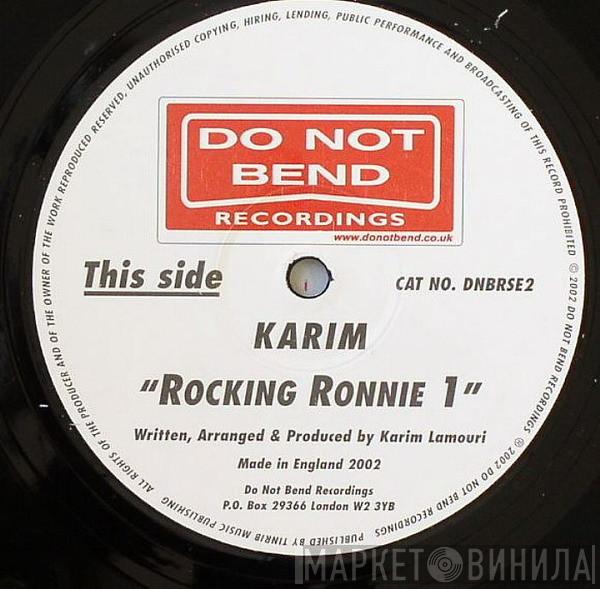 ALL RIGHTS OF THE PRODUCER AND OF THE OWNER OF THE WORK REPRODUCED RESERVED. UNAUTHORISED COPYING, HIRING, LENDING, PUBLIC PERFORMANCE AND BROADCASTING OF THIS RECORD PROHIBITED © 2002 DO NOT BEND RECORDINGS ℗ 2002 DO NOT BEND RECORDINGS. PUBLISHED BY TINRIB MUSIC PUBLISHING
DO NOT
BEND
RECORDINGS
www.donotbend.co.uk
This side
CAT NO. DNBRSE2
KARIM
"ROCKING RONNIE 1"
Written, Arranged & Produced by Karim Lamouri
Made in England 2002
Do Not Bend Recordings
P.O. Box 29366 London W2 3YB
МАРКЕТ ВИНИЛА